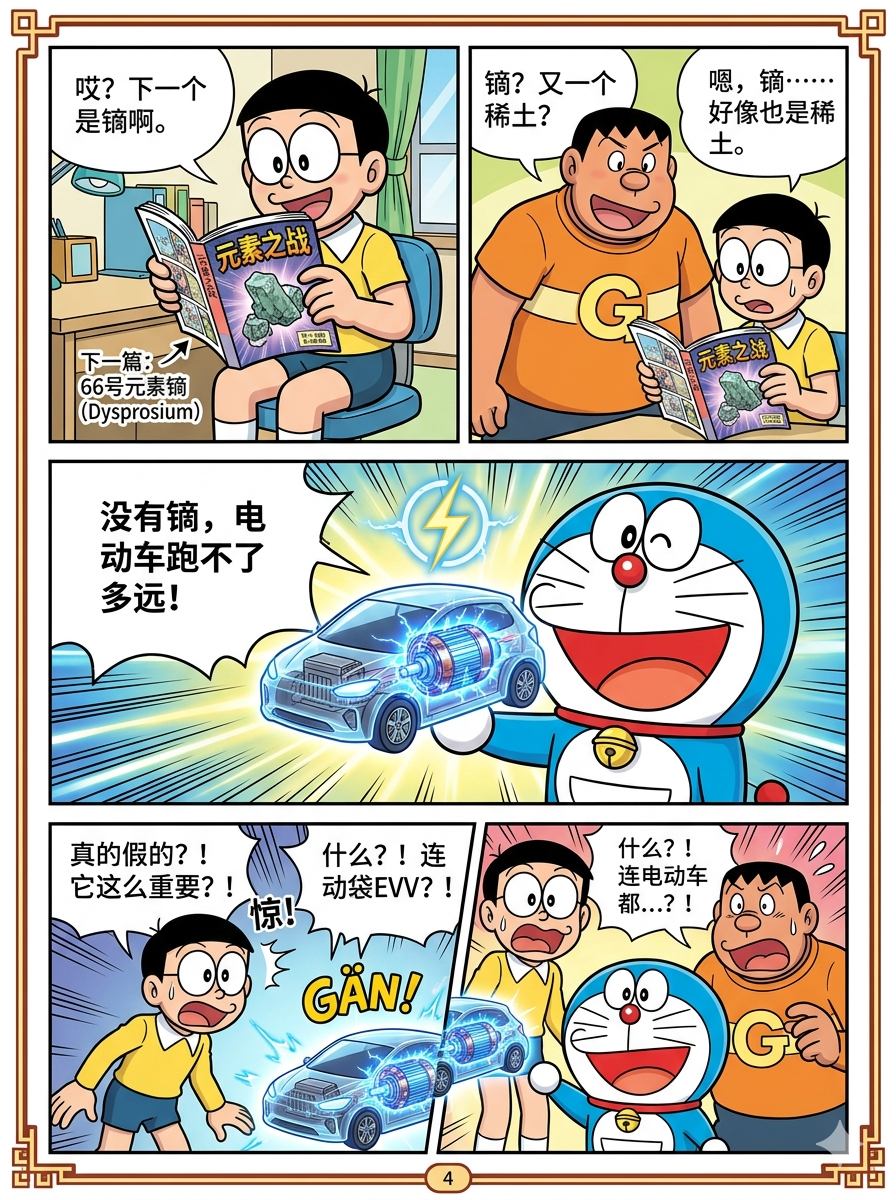 哎？下一个
是镝啊。
元素之战
下一篇：
66号元素镝
（Dysprosium）
镝？又一个
稀土？
嗯，镝……
好像也是稀
土。
G
元素之战
没有镝，电
动车跑不了
多远！
真的假的？！
它这么重要？！
惊！
什么？！连
动袋EVV？！
GÄN!
什么？！
连电动车
都…？！
G
4